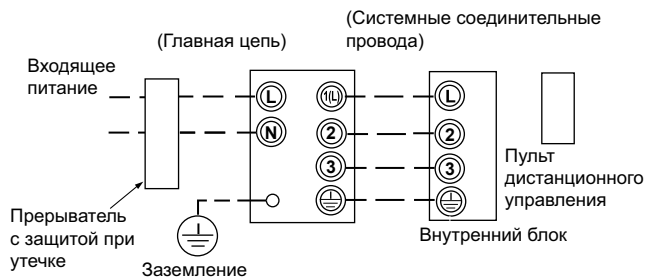 (Системные соединительные
провода)
(Главная цепь)
Входящее
питание
L
1(L)
L
N
2
2
3
3
Пульт
дистанционного
управления
Внутренний блок
Прерыватель
с защитой при
утечке
Заземление